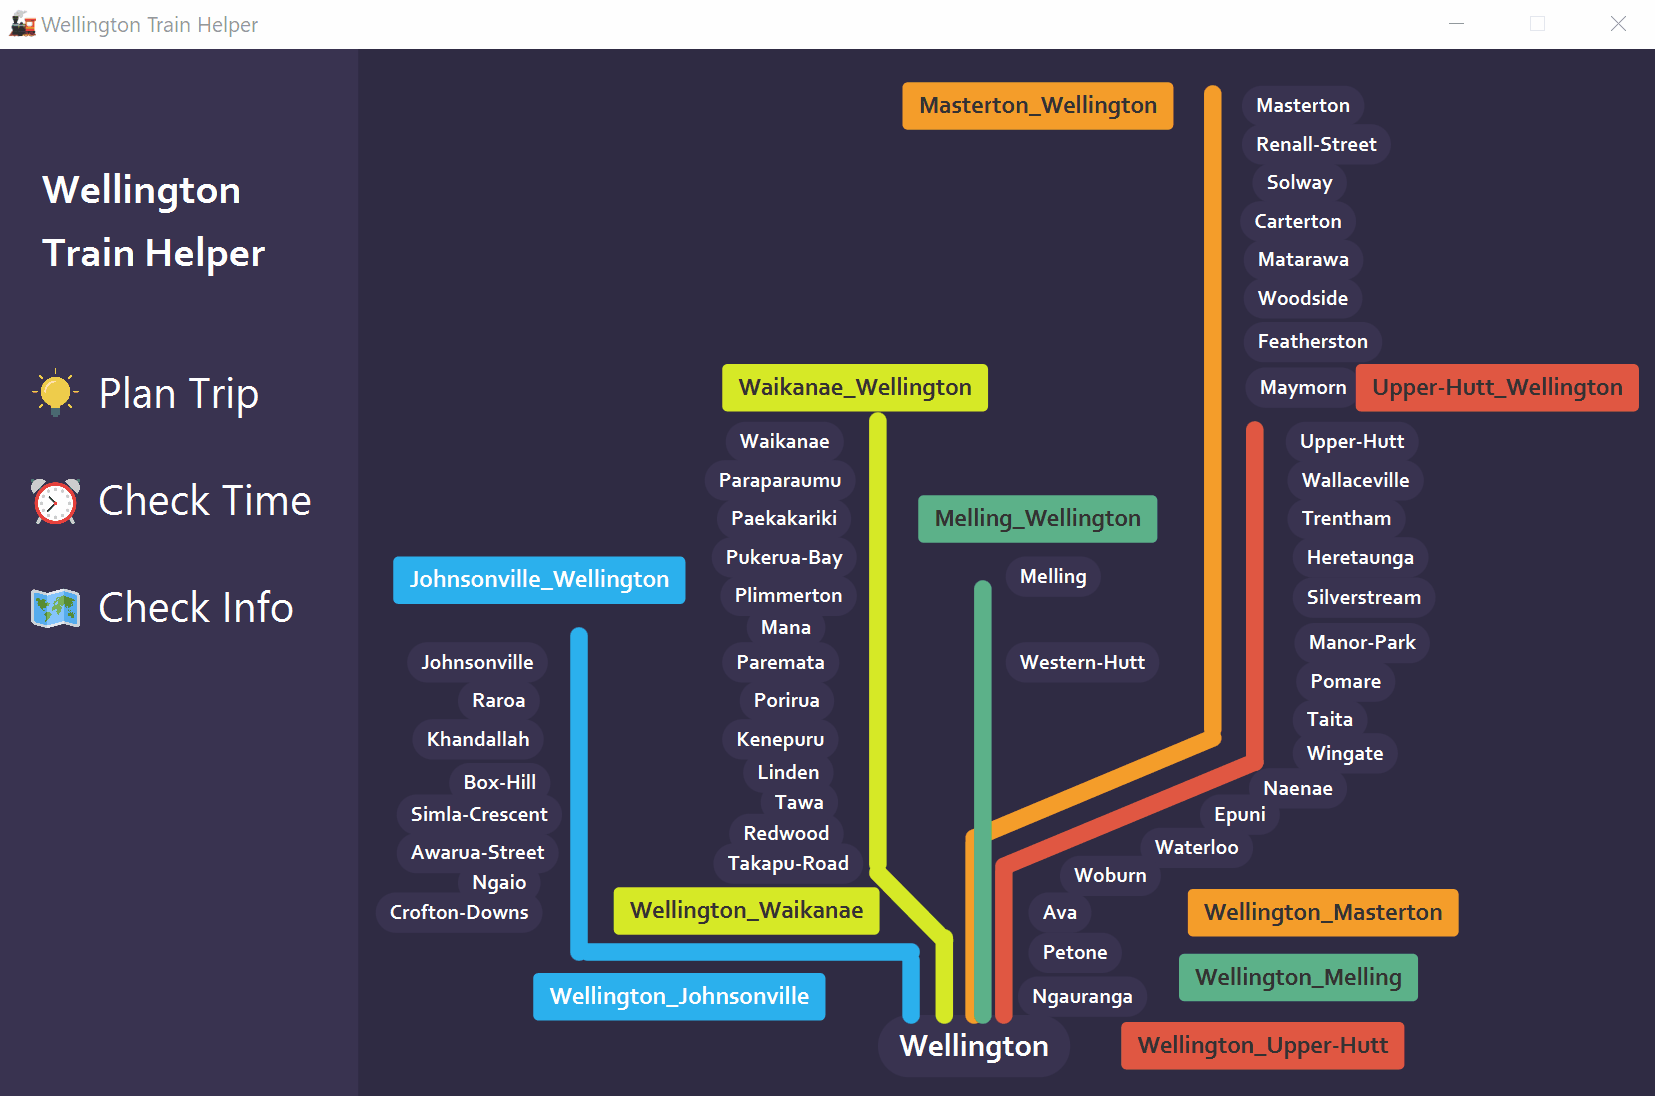 Wellington Train Helper
Wellington
Train Helper
Plan Trip
Check Time
Check Info
Masterton_Wellington
Masterton
Renall-Street
Solway
Carterton
Matarawa
Woodside
Featherston
Maymorn
Upper-Hutt_Wellington
Upper-Hutt
Wallaceville
Trentham
Heretaunga
Silverstream
Manor-Park
Pomare
Taita
Wingate
Naenae
Epuni
Waterloo
Woburn
Ava
Petone
Ngauranga
Waikanae_Wellington
Waikanae
Paraparaumu
Paekakariki
Pukerua-Bay
Plimmerton
Mana
Paremata
Porirua
Kenepuru
Linden
Tawa
Redwood
Takapu-Road
Wellington_Waikanae
Melling_Wellington
Melling
Western-Hutt
Johnsonville_Wellington
Johnsonville
Raroa
Khandallah
Box-Hill
Simla-Crescent
Awarua-Street
Ngaio
Crofton-Downs
Wellington_Johnsonville
Wellington_Masterton
Wellington_Melling
Wellington_Upper-Hutt
Wellington